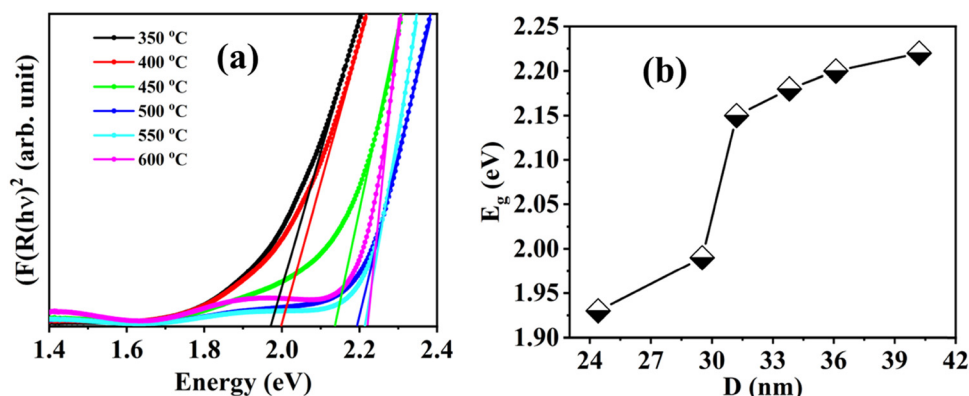 (a)
350 °C
400 °C
450 °C
500 °C
550 °C
600 °C
(F(R(hν)² (arb. unit)
1.4 1.6 1.8 2.0 2.2 2.4
Energy (eV)
(b)
2.25
2.20
2.15
2.10
2.05
2.00
1.95
1.90
E_g (eV)
24 27 30 33 36 39 42
D (nm)